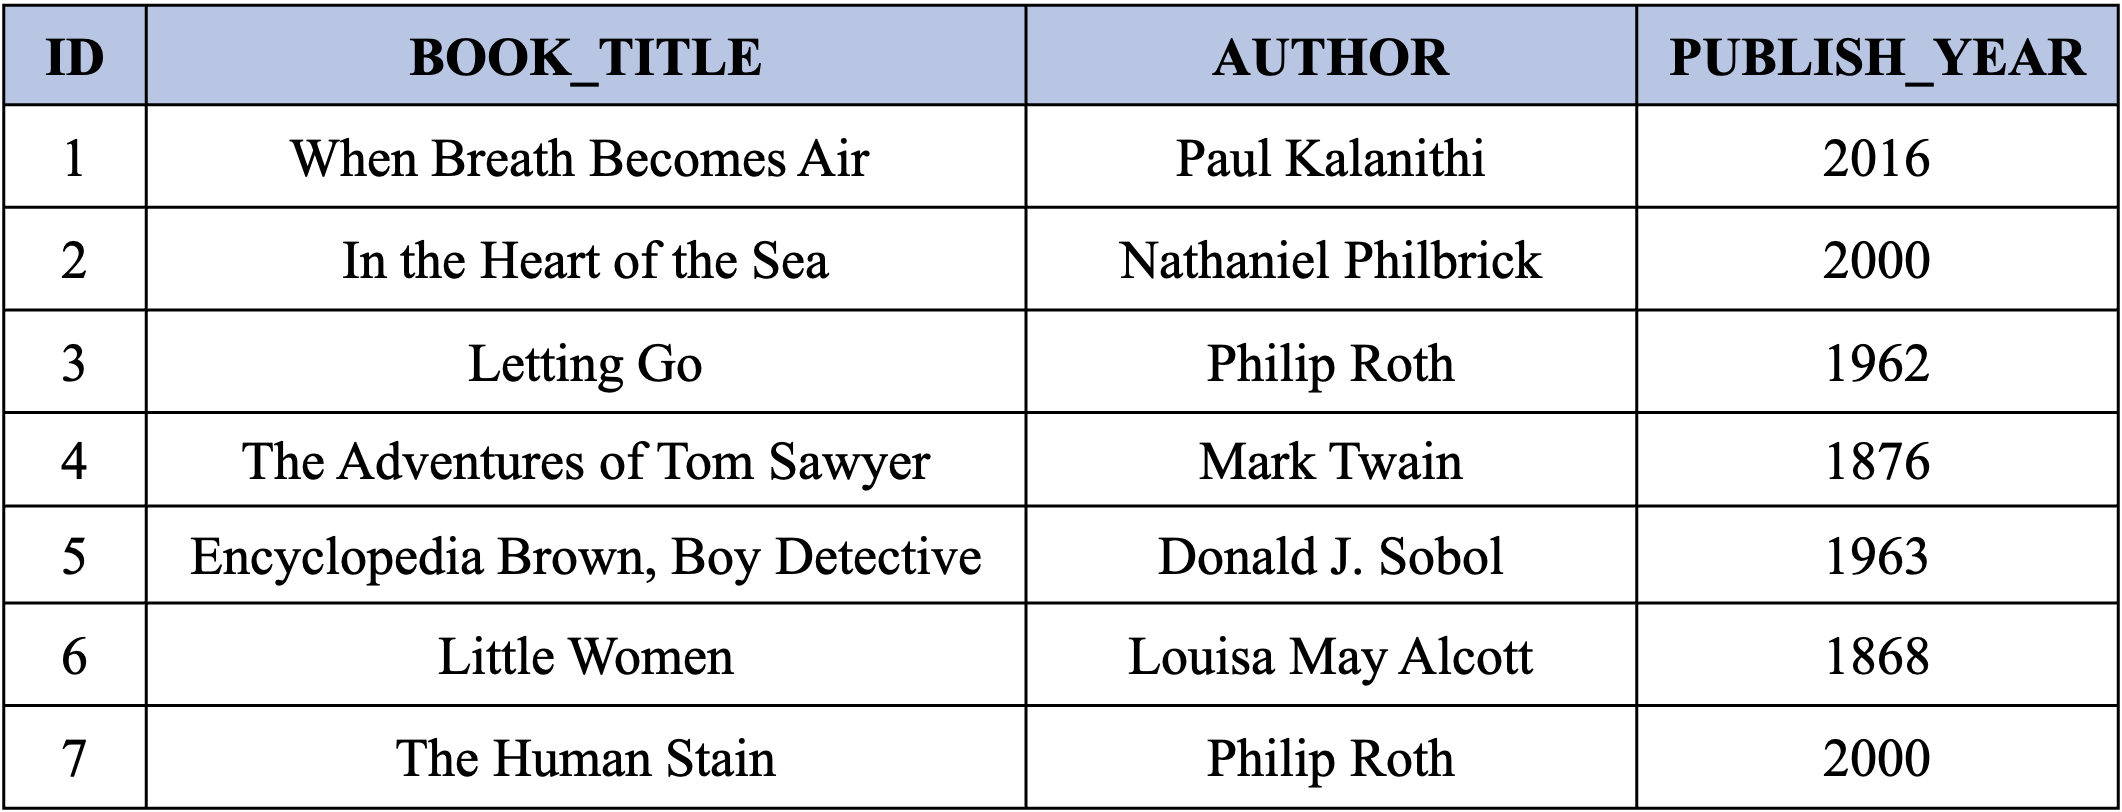 ID BOOK_TITLE AUTHOR PUBLISH_YEAR
1 When Breath Becomes Air Paul Kalanithi 2016
2 In the Heart of the Sea Nathaniel Philbrick 2000
3 Letting Go Philip Roth 1962
4 The Adventures of Tom Sawyer Mark Twain 1876
5 Encyclopedia Brown, Boy Detective Donald J. Sobol 1963
6 Little Women Louisa May Alcott 1868
7 The Human Stain Philip Roth 2000